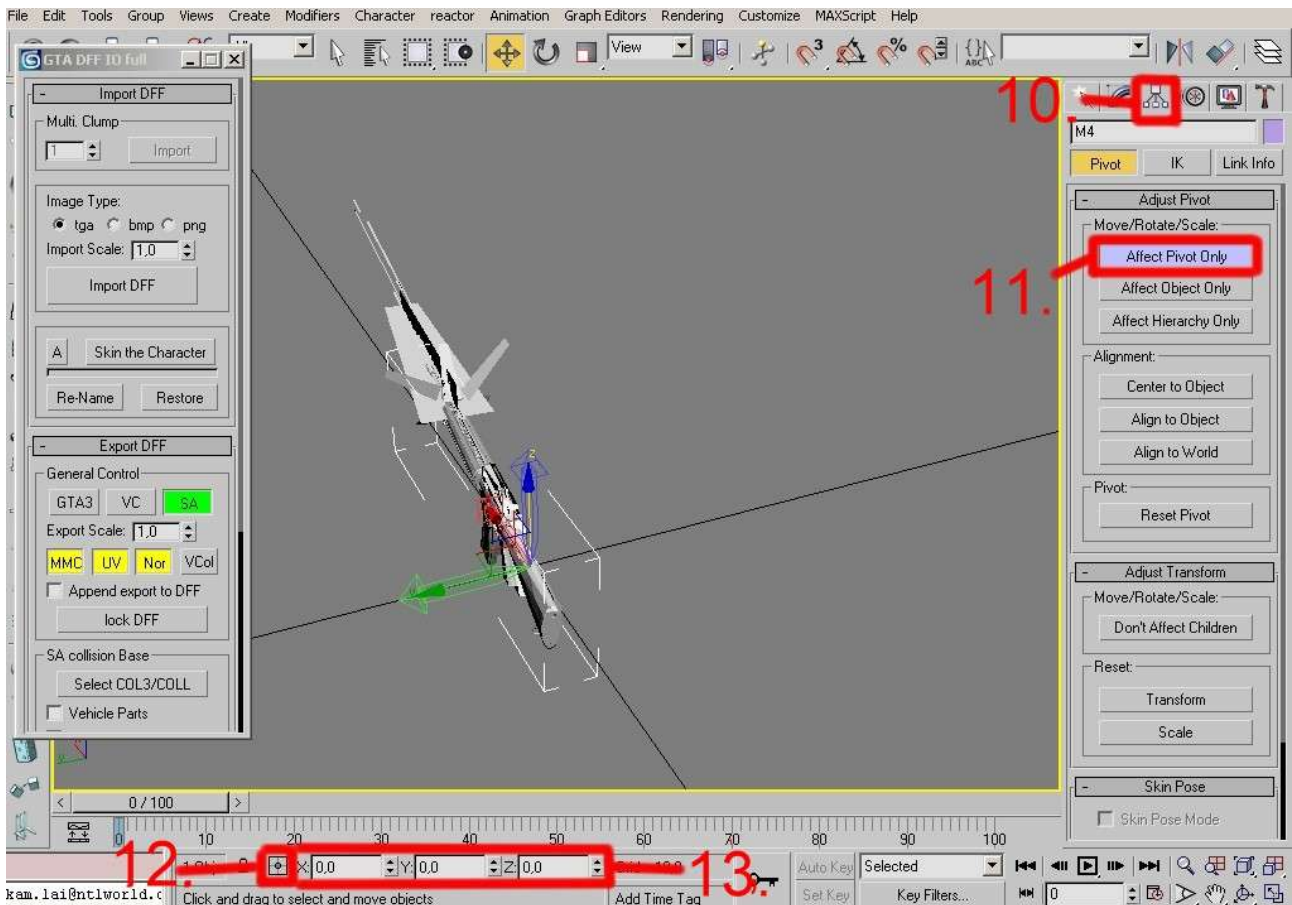 File Edit Tools Group Views Create Modifiers Character reactor Animation Graph Editors Rendering Customize MAXScript Help
View
GTA DFF IO full
- Import DFF
Multi. Clump
1 Import
Image Type:
tga bmp png
Import Scale: 1,0
Import DFF
A Skin the Character
Re-Name Restore
- Export DFF
General Control
GTA3 VC SA
Export Scale: 1,0
MMC UV Nor VCol
Append export to DFF
lock DFF
SA collision Base
Select COL3/COLL
Vehicle Parts
z
10.
M4
Pivot IK Link Info
- Adjust Pivot
Move/Rotate/Scale:
Affect Pivot Only
11.
Affect Object Only
Affect Hierarchy Only
Alignment:
Center to Object
Align to Object
Align to World
Pivot:
Reset Pivot
- Adjust Transform
Move/Rotate/Scale:
Don't Affect Children
Reset:
Transform
Scale
- Skin Pose
Skin Pose Mode
< 0 / 100 >
0 10 20 30 40 50 60 70 80 90 100
12.
X: 0,0 Y: 0,0 Z: 0,0
13.
Auto Key Selected
kam.lai@ntlworld.c
Click and drag to select and move objects
Add Time Tag
Set Key Key Filters...
0